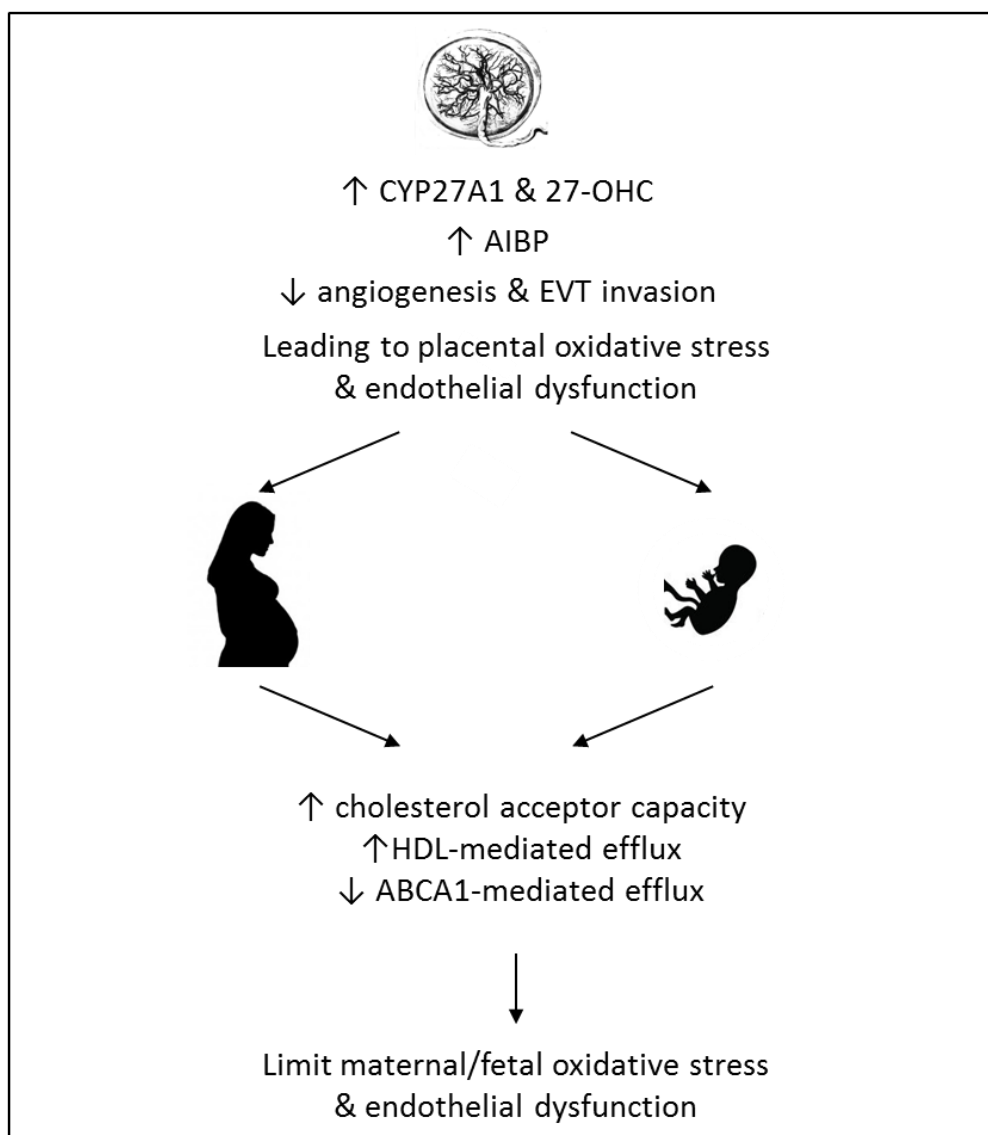 ↑ CYP27A1 & 27-OHC
↑ AIBP
↓ angiogenesis & EVT invasion
Leading to placental oxidative stress
& endothelial dysfunction
↑ cholesterol acceptor capacity
↑HDL-mediated efflux
↓ ABCA1-mediated efflux
Limit maternal/fetal oxidative stress
& endothelial dysfunction